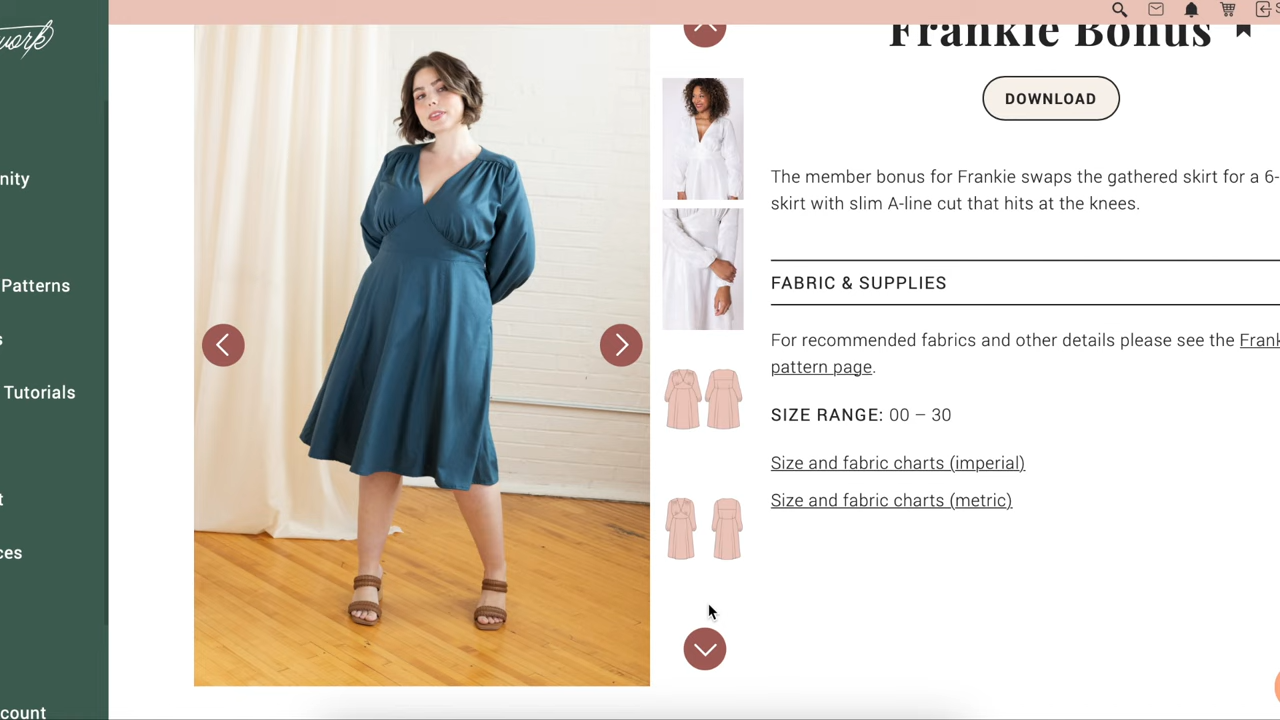 Frankie Bonus
DOWNLOAD
nity
Patterns
s
Tutorials
t
ces
count
The member bonus for Frankie swaps the gathered skirt for a 6-
skirt with slim A-line cut that hits at the knees.
FABRIC & SUPPLIES
For recommended fabrics and other details please see the Frank
pattern page.
SIZE RANGE: 00 – 30
Size and fabric charts (imperial)
Size and fabric charts (metric)